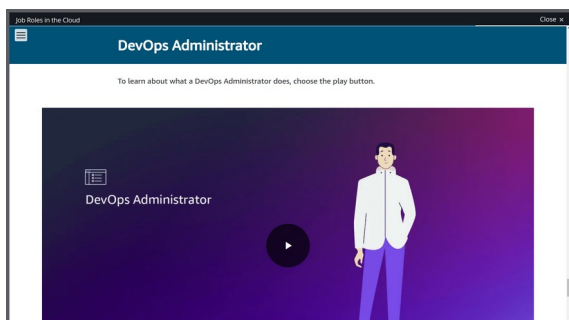 Job Roles in the Cloud
Close ×
DevOps Administrator
To learn about what a DevOps Administrator does, choose the play button.
DevOps Administrator